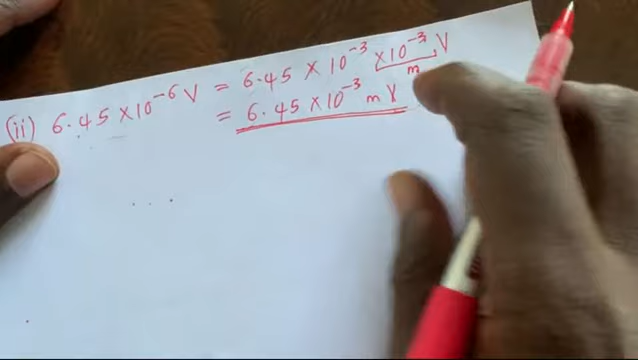 (ii) 6.45 × 10⁻⁶ V = 6.45 × 10⁻³ × 10⁻³ V
m
= 6.45 × 10⁻³ mV